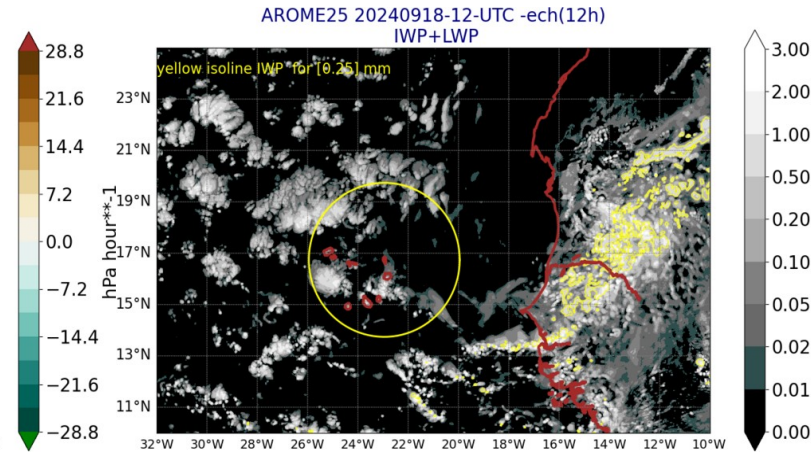 AROME25 20240918-12-UTC -ech(12h)
IWP+LWP
yellow isoline IWP for [0.25] mm
28.8
21.6
14.4
7.2
0.0
−7.2
−14.4
−21.6
−28.8
hPa hour**-1
23°N
21°N
19°N
17°N
15°N
13°N
11°N
32°W 30°W 28°W 26°W 24°W 22°W 20°W 18°W 16°W 14°W 12°W 10°W
3.00
2.00
1.00
0.50
0.20
0.10
0.05
0.02
0.01
0.00